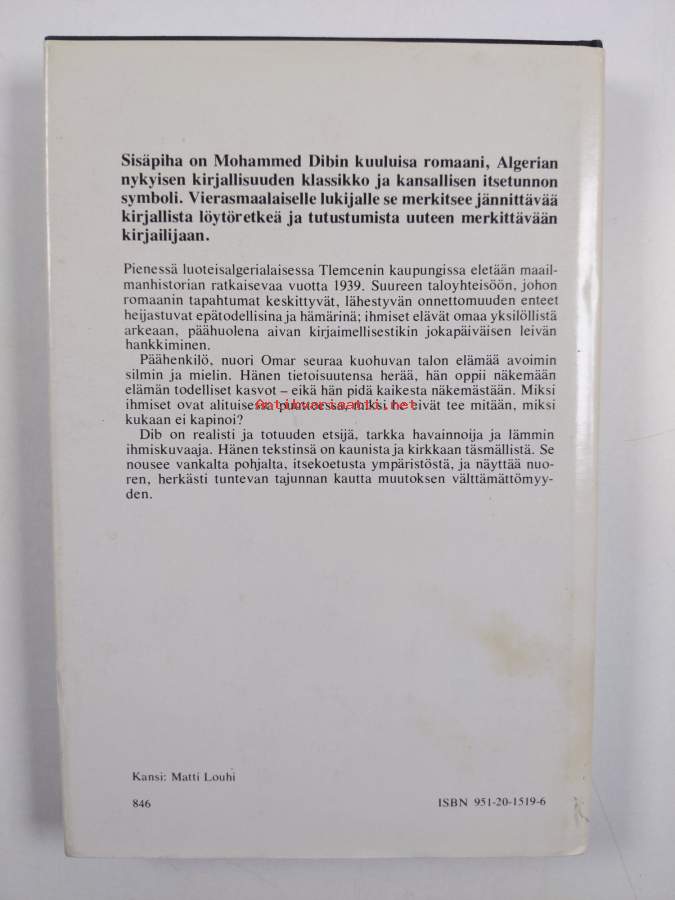 Sisäpiha on Mohammed Dibin kuuluisa romaani, Algerian
nykyisen kirjallisuuden klassikko ja kansallisen itsetunnon
symboli. Vierasmaalaiselle lukijalle se merkitsee jännittävää
kirjallista löytöretkeä ja tutustumista uuteen merkittävään
kirjailijaan.
Pienessä luoteisalgerialaisessa Tlemcenin kaupungissa eletään maail-
manhistorian ratkaisevaa vuotta 1939. Suureen taloyhteisöön, johon
romaanin tapahtumat keskittyvät, lähestyvän onnettomuuden enteet
heijastuvat epätodellisina ja hämärinä; ihmiset elävät omaa yksilöllistä
arkeaan, päähuolena aivan kirjaimellisestikin jokapäiväisen leivän
hankkiminen.
Päähenkilö, nuori Omar seuraa kuohuvan talon elämää avoimin
silmin ja mielin. Hänen tietoisuutensa herää, hän oppii näkemään
elämän todelliset kasvot – eikä hän pidä kaikesta näkemästään. Miksi
ihmiset ovat alituisessa puutteessa, miksi he eivät tee mitään, miksi
Antikvariaatti.net
kukaan ei kapinoi?
Dib on realisti ja totuuden etsijä, tarkka havainnoija ja lämmin
ihmiskuvaaja. Hänen tekstinsä on kaunista ja kirkkaan täsmällistä. Se
nousee vankalta pohjalta, itsekoetusta ympäristöstä, ja näyttää nuo-
ren, herkästi tuntevan tajunnan kautta muutoksen välttämättömyy-
den.
Kansi: Matti Louhi
846 ISBN 951-20-1519-6